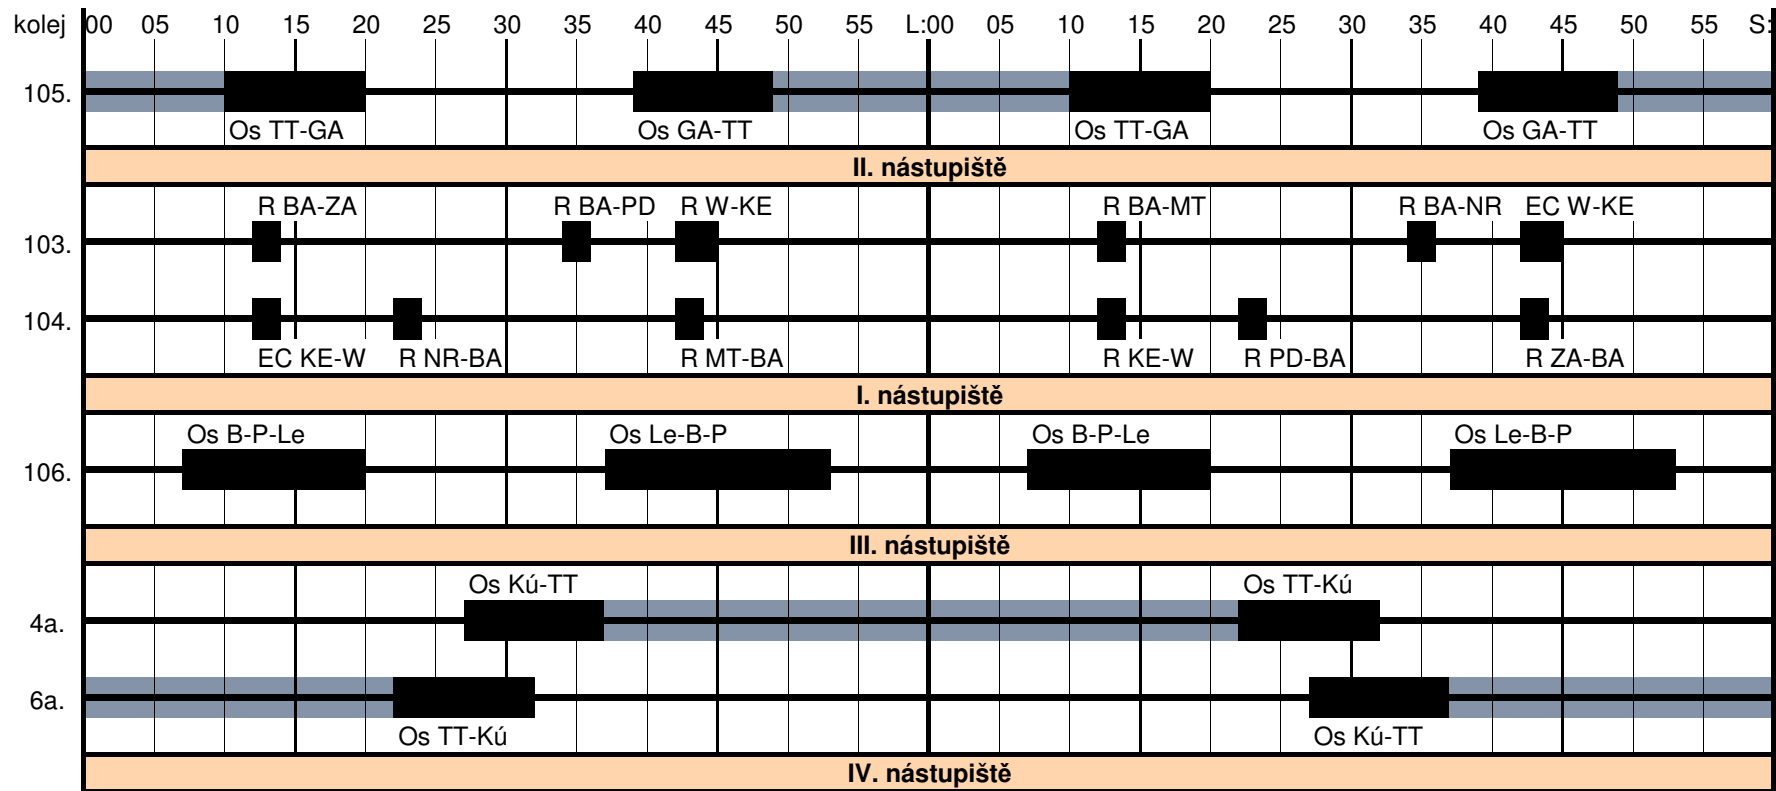 kolej 00 05 10 15 20 25 30 35 40 45 50 55 L:00 05 10 15 20 25 30 35 40 45 50 55 S:
105.
Os TT-GA Os GA-TT Os TT-GA Os GA-TT
II. nástupiště
R BA-ZA R BA-PD R W-KE R BA-MT R BA-NR EC W-KE
103.
104.
EC KE-W R NR-BA R MT-BA R KE-W R PD-BA R ZA-BA
I. nástupiště
Os B-P-Le Os Le-B-P Os B-P-Le Os Le-B-P
106.
III. nástupiště
Os Kú-TT Os TT-Kú
4a.
6a.
Os TT-Kú Os Kú-TT
IV. nástupiště